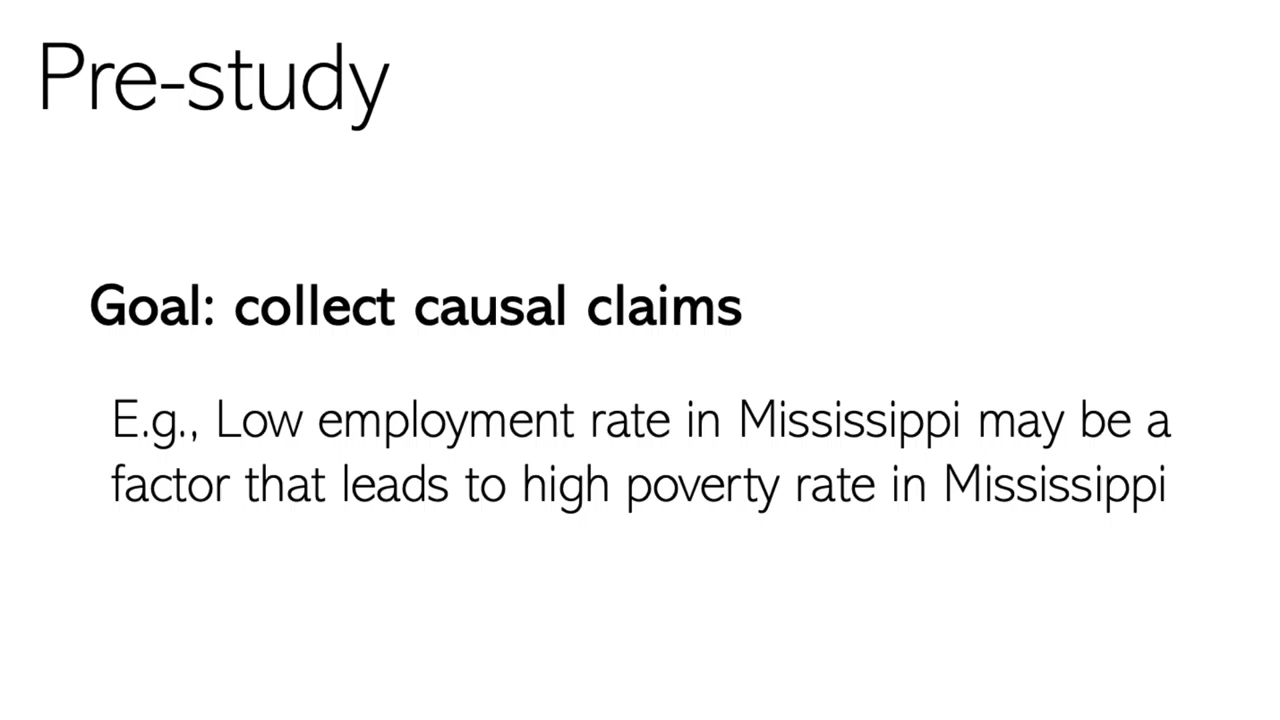 Pre-study
Goal: collect causal claims
E.g., Low employment rate in Mississippi may be a
factor that leads to high poverty rate in Mississippi